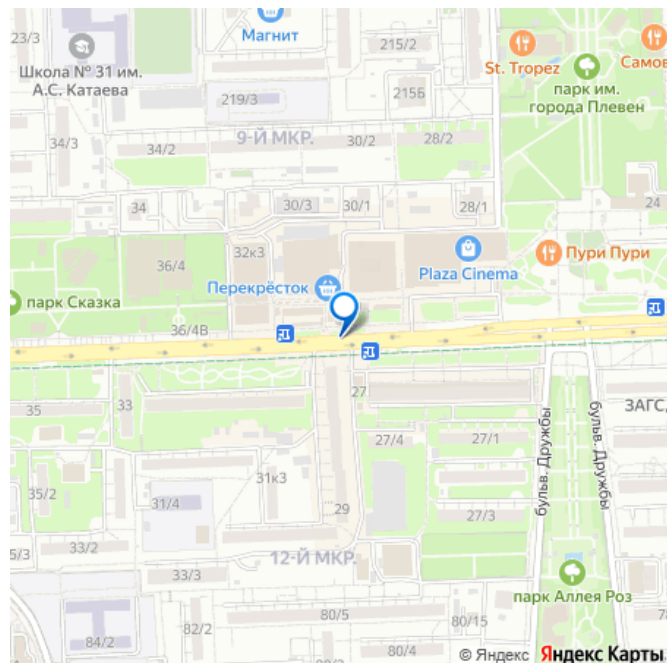 23/3
Магнит
215/2
St. Tropez
Самов
Школа № 31 им.
А.С. Катаева
парк им.
города Плевен
219/3
215Б
9-Й МКР.
34/3
34/2
30/2
28/2
34
30/3
30/1
28/1
24
32к3
36/4
Перекрёсток
Plaza Cinema
Пури Пури
парк Сказка
36/4В
35
33
27
27/4
27/1
ЗАГС,
бульв. Дружбы
бульв. Дружбы
31к3
35/2
31/4
29
27/3
5/3
33/2
12-Й МКР.
33/3
парк Аллея Роз
80/5
80/15
82/2
84/2
78
© Яндекс Яндекс Карты